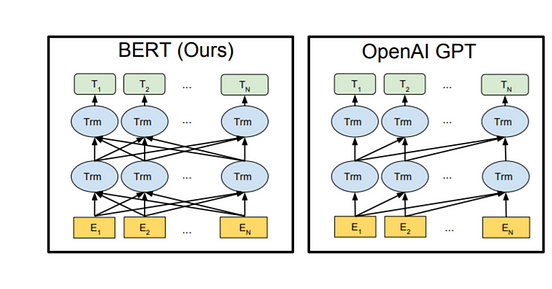 BERT (Ours)
T1 T2 ... TN
Trm Trm ... Trm
Trm Trm ... Trm
E1 E2 ... EN
OpenAI GPT
T1 T2 ... TN
Trm Trm ... Trm
Trm Trm ... Trm
E1 E2 ... EN